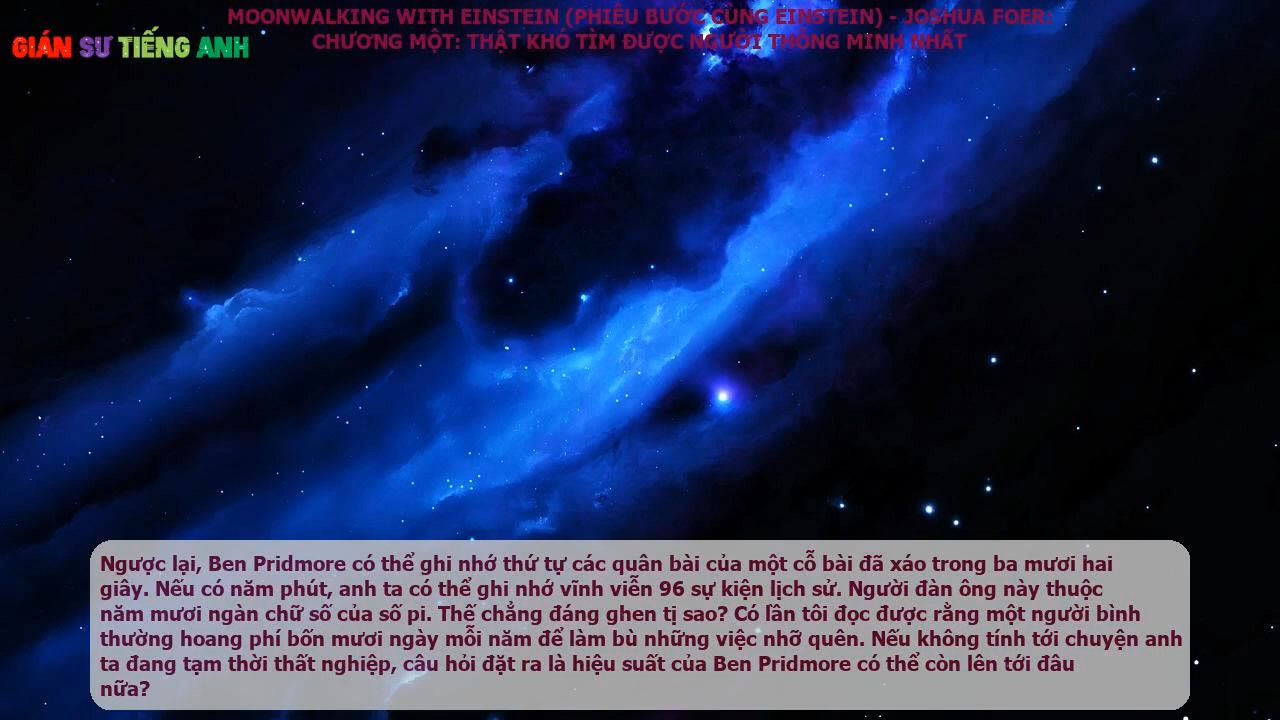 MOONWALKING WITH EINSTEIN (PHIÊU BƯỚC CÙNG EINSTEIN) - JOSHUA FOER:
CHƯƠNG MỘT: THẬT KHÓ TÌM ĐƯỢC NGƯỜI THÔNG MINH NHẤT
GIÁN SƯ TIẾNG ANH
Ngược lại, Ben Pridmore có thể ghi nhớ thứ tự các quân bài của một cỗ bài đã xáo trong ba mươi hai
giây. Nếu có năm phút, anh ta có thể ghi nhớ vĩnh viễn 96 sự kiện lịch sử. Người đàn ông này thuộc
năm mươi ngàn chữ số của số pi. Thế chẳng đáng ghen tị sao? Có lần tôi đọc được rằng một người bình
thường hoang phí bốn mươi ngày mỗi năm để làm bù những việc nhỡ quên. Nếu không tính tới chuyện anh
ta đang tạm thời thất nghiệp, câu hỏi đặt ra là hiệu suất của Ben Pridmore có thể còn lên tới đâu
nữa?